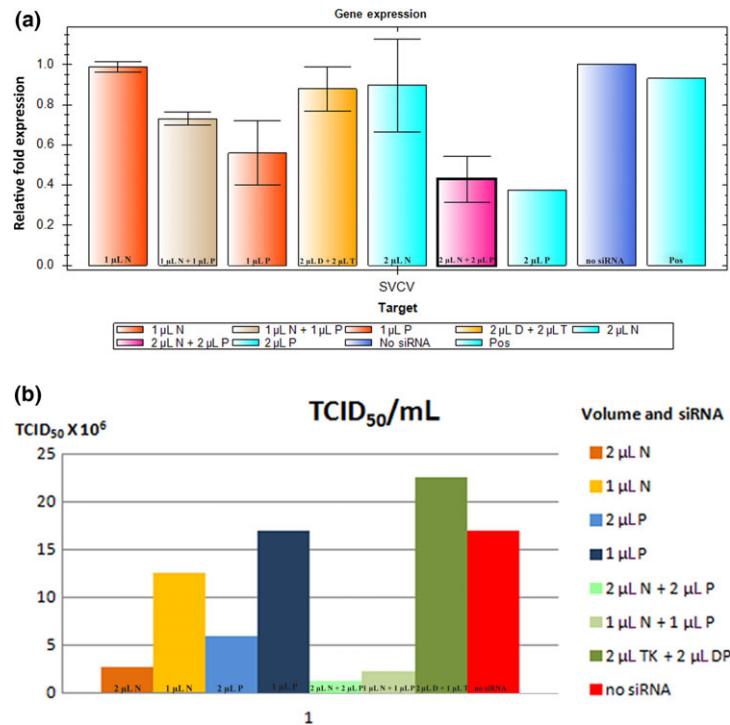 (a)
Gene expression
Relative fold expression
1.0
0.8
0.6
0.4
0.2
0.0
1 µL N
1 µL N + 1 µL P
1 µL P
2 µL D + 2 µL T
2 µL N
2 µL N + 2 µL P
2 µL P
no siRNA
Pos
SVCV
Target
1 µL N
1 µL N + 1 µL P
1 µL P
2 µL D + 2 µL T
2 µL N
2 µL N + 2 µL P
2 µL P
No siRNA
Pos
(b)
TCID50/mL
TCID50 X 10^6
25
20
15
10
5
0
2 µL N
1 µL N
2 µL P
1 µL P
2 µL N + 2 µL P
1 µL N + 1 µL P
2 µL D + 1 µL T
no siRNA
1
Volume and siRNA
2 µL N
1 µL N
2 µL P
1 µL P
2 µL N + 2 µL P
1 µL N + 1 µL P
2 µL TK + 2 µL DP
no siRNA